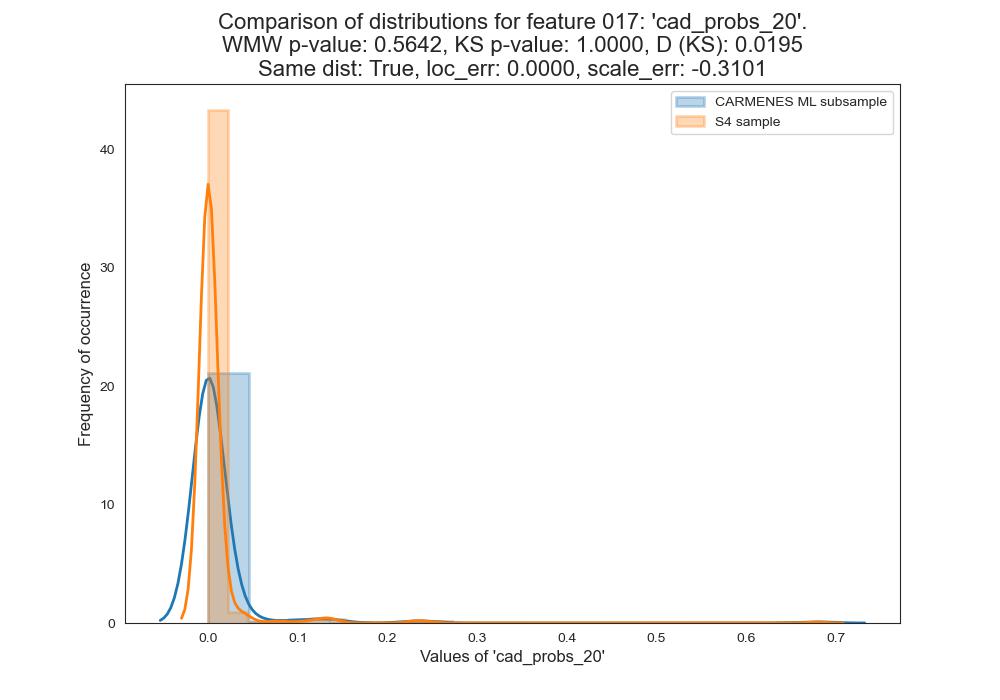 Comparison of distributions for feature 017: 'cad_probs_20'.
WMW p-value: 0.5642, KS p-value: 1.0000, D (KS): 0.0195
Same dist: True, loc_err: 0.0000, scale_err: -0.3101
CARMENES ML subsample
S4 sample
Frequency of occurrence
40
30
20
10
0
0.0 0.1 0.2 0.3 0.4 0.5 0.6 0.7
Values of 'cad_probs_20'